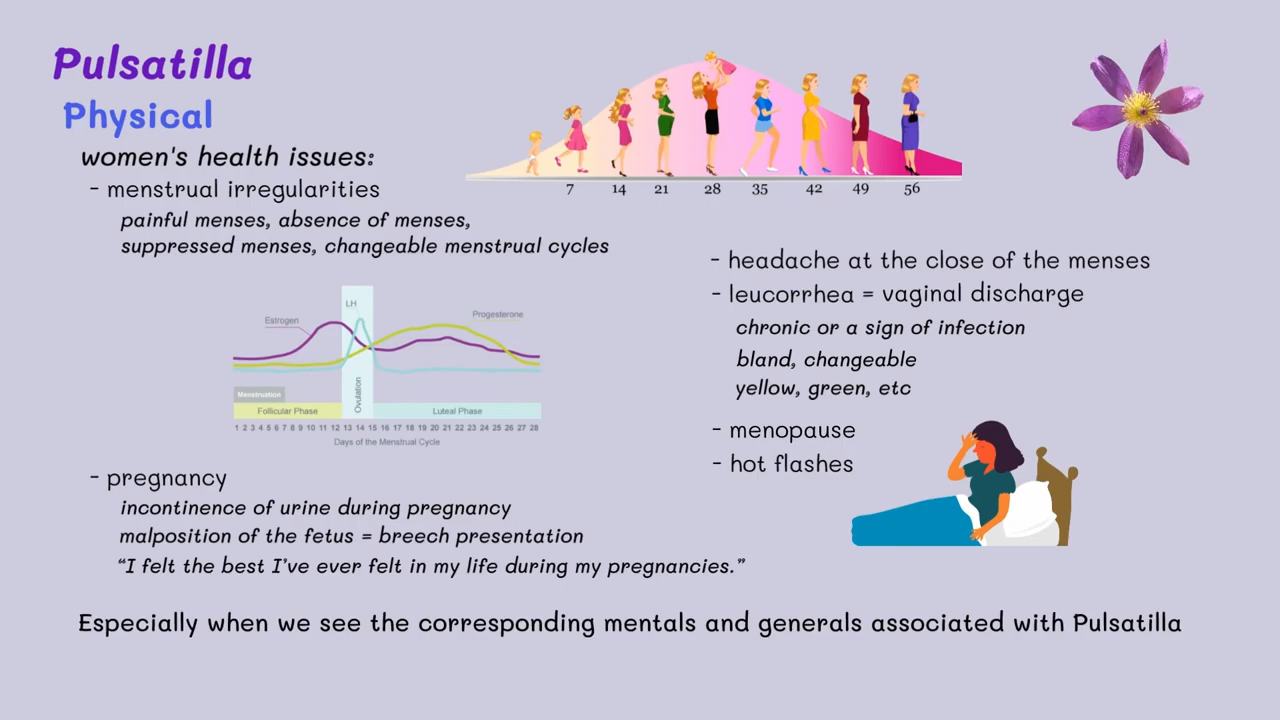 Pulsatilla
Physical
women's health issues:
- menstrual irregularities
painful menses, absence of menses,
suppressed menses, changeable menstrual cycles
7 14 21 28 35 42 49 56
LH
Estrogen
Progesterone
Ovulation
Menstruation
Follicular Phase
Luteal Phase
1 2 3 4 5 6 7 8 9 10 11 12 13 14 15 16 17 18 19 20 21 22 23 24 25 26 27 28
Days of the Menstrual Cycle
- pregnancy
incontinence of urine during pregnancy
malposition of the fetus = breech presentation
“I felt the best I've ever felt in my life during my pregnancies.”
- headache at the close of the menses
- leucorrhea = vaginal discharge
chronic or a sign of infection
bland, changeable
yellow, green, etc
- menopause
- hot flashes
Especially when we see the corresponding mentals and generals associated with Pulsatilla